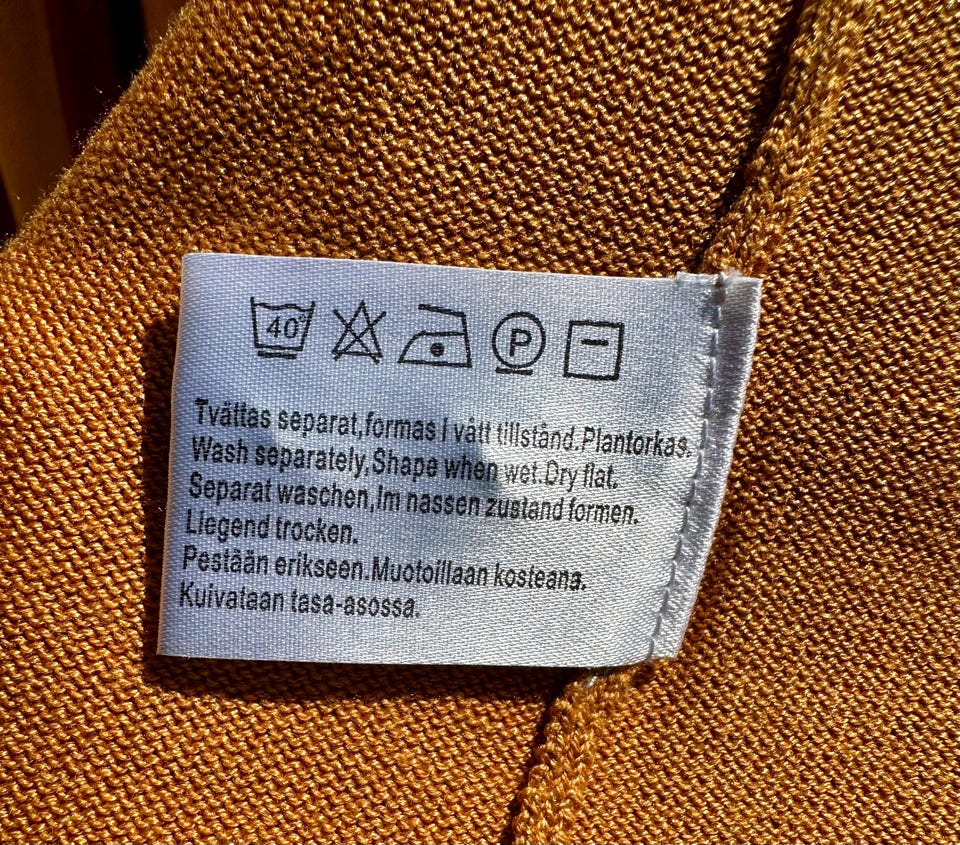 40
P
Tvättas separat,formas I vått tillstånd.Plantorkas.
Wash separately,Shape when wet.Dry flat.
Separat waschen,Im nassen zustand formen.
Liegend trocken.
Pestään erikseen.Muotoillaan kosteana.
Kuivataan tasa-asossa.